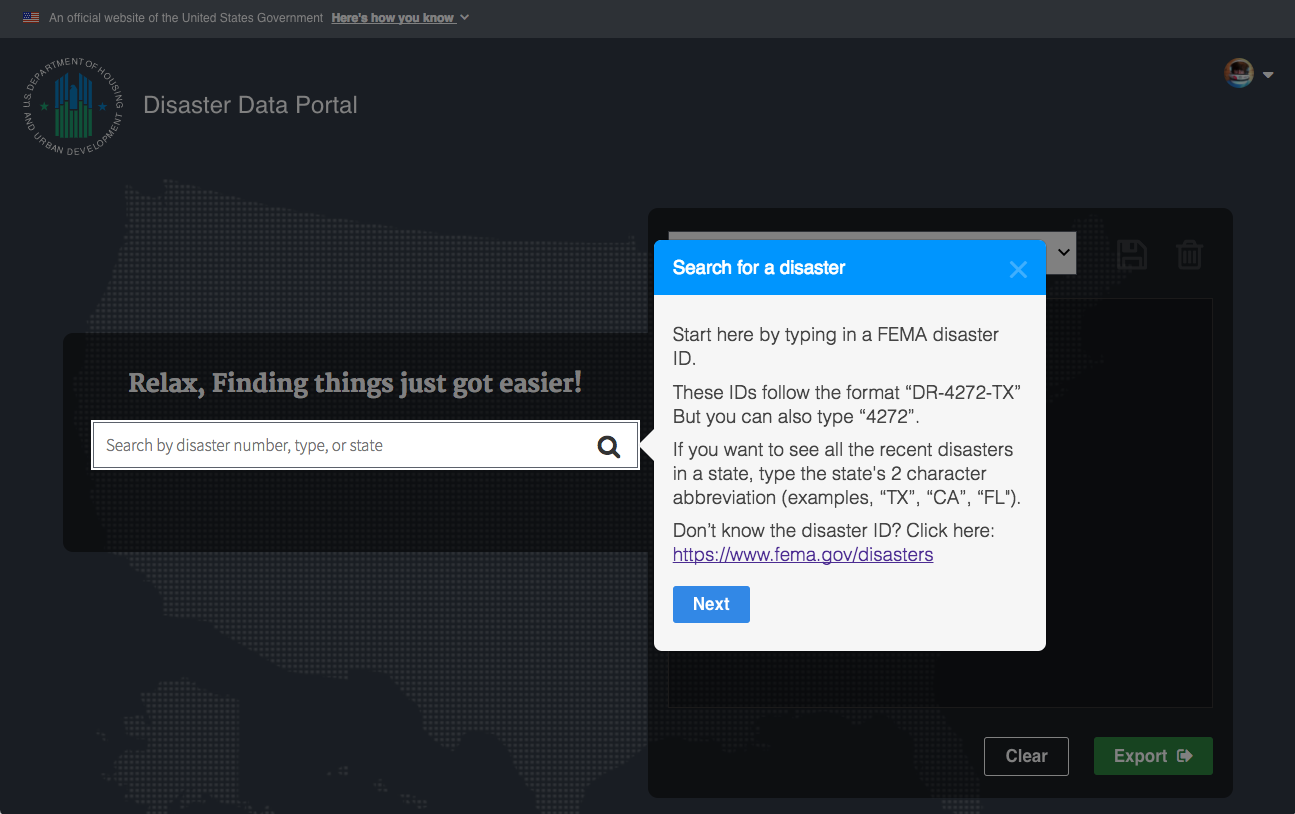 An official website of the United States Government Here's how you know
U.S. DEPARTMENT OF HOUSING
AND URBAN DEVELOPMENT
Disaster Data Portal
Relax, Finding things just got easier!
Search by disaster number, type, or state
Search for a disaster
Start here by typing in a FEMA disaster
ID.
These IDs follow the format “DR-4272-TX”
But you can also type “4272”.
If you want to see all the recent disasters
in a state, type the state's 2 character
abbreviation (examples, “TX”, “CA”, “FL").
Don’t know the disaster ID? Click here:
https://www.fema.gov/disasters
Next
Clear
Export